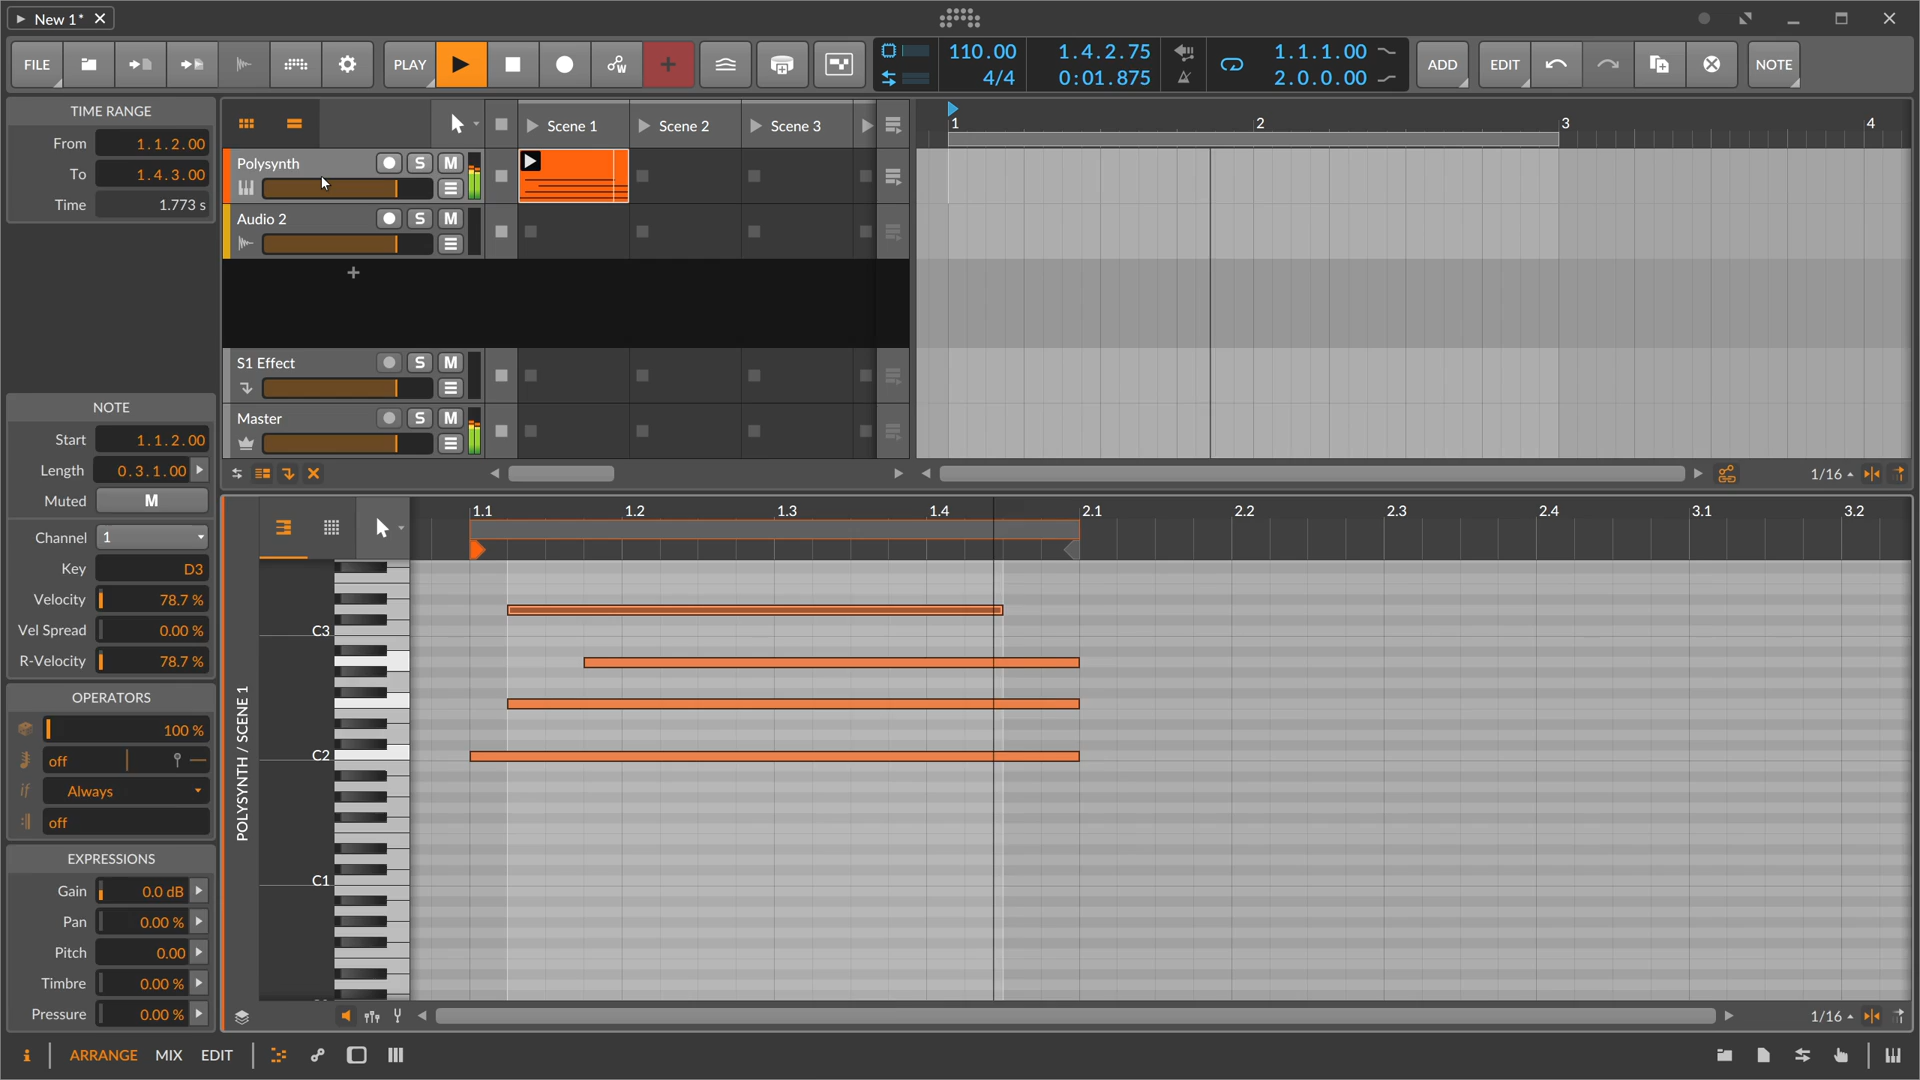 New 1*
FILE
PLAY
110.00
4/4
1.4.2.75
0:01.875
1.1.1.00
2.0.0.00
ADD
EDIT
NOTE
TIME RANGE
From 1.1.2.00
To 1.4.3.00
Time 1.773 s
Scene 1
Scene 2
Scene 3
1
2
3
4
Polysynth
S M
Audio 2
S M
S1 Effect
S M
Master
S M
1/16
NOTE
Start 1.1.2.00
Length 0.3.1.00
Muted M
Channel 1
Key D3
Velocity 78.7 %
Vel Spread 0.00 %
R-Velocity 78.7 %
OPERATORS
100 %
off
if Always
off
EXPRESSIONS
Gain 0.0 dB
Pan 0.00 %
Pitch 0.00
Timbre 0.00 %
Pressure 0.00 %
POLYSYNTH / SCENE 1
1.1
1.2
1.3
1.4
2.1
2.2
2.3
2.4
3.1
3.2
C3
C2
C1
1/16
i
ARRANGE
MIX
EDIT